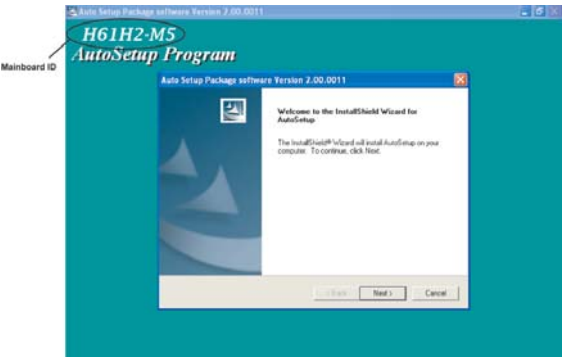 Auto Setup Package software Version 2.00.0011
H61H2-M5
AutoSetup Program
Mainboard ID
Auto Setup Package software Version 2.00.0011
Welcome to the InstallShield Wizard for
AutoSetup
The InstallShield® Wizard will install AutoSetup on your
computer. To continue, click Next.
< Back
Next >
Cancel